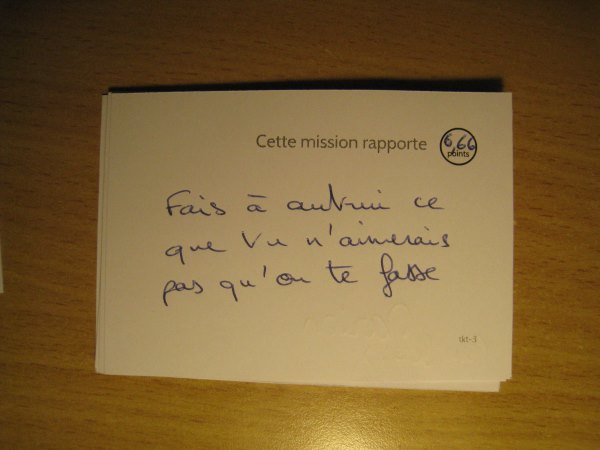 Cette mission rapporte 6,66 points
Fais à autrui ce
que tu n'aimerais
pas qu'on te fasse
tkt-3